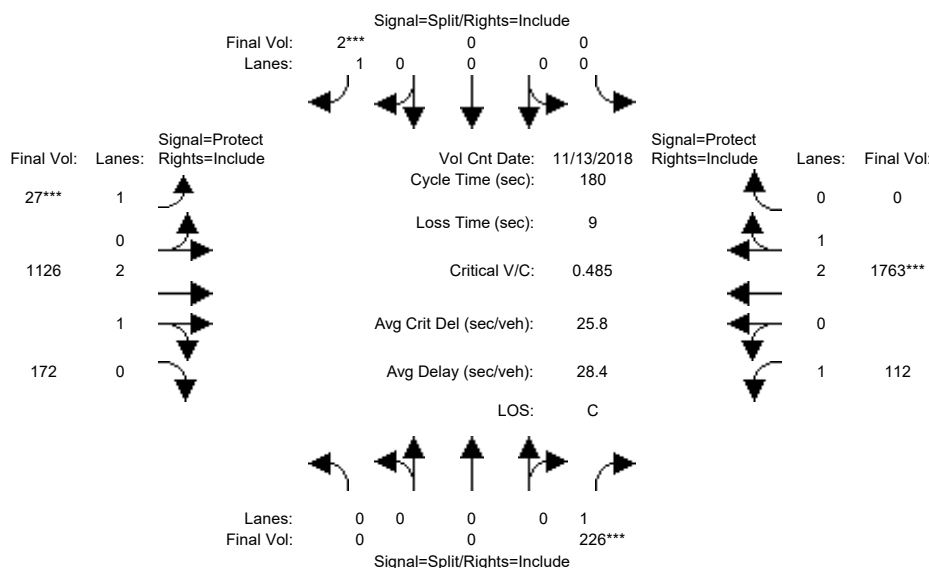 Signal=Split/Rights=Include
Final Vol: 2*** 0 0
Lanes: 1 0 0 0 0
Signal=Protect Signal=Protect
Final Vol: Lanes: Rights=Include Vol Cnt Date: 11/13/2018 Rights=Include Lanes: Final Vol:
Cycle Time (sec): 180
27*** 1 0 0
Loss Time (sec): 9
0 1
1126 2 Critical V/C: 0.485 2 1763***
1 Avg Crit Del (sec/veh): 25.8 0
172 0 Avg Delay (sec/veh): 28.4 1 112
LOS: C
Lanes: 0 0 0 0 1
Final Vol: 0 0 226***
Signal=Split/Rights=Include